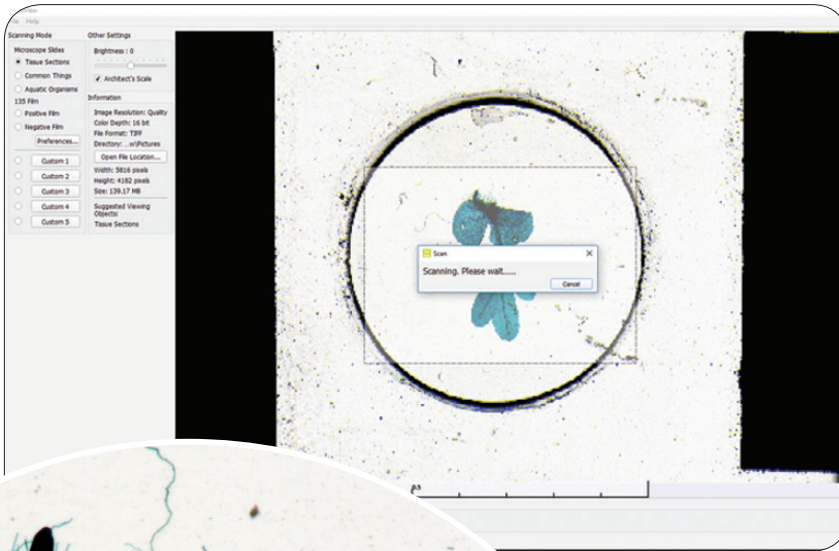 Help
Scanning Mode
Microscope Slides
Tissue Sections
Common Things
Aquatic Organisms
135 Film
Positive Film
Negative Film
Preferences...
Custom 1
Custom 2
Custom 3
Custom 4
Custom 5
Other Settings
Brightness : 0
Architect's Scale
Information
Image Resolution: Quality
Color Depth: 16 bit
File Format: TIFF
Directory: ...w\Pictures
Open File Location...
Width: 5816 pixels
Height: 4182 pixels
Size: 139.17 MB
Suggested Viewing
Objects:
Tissue Sections
Scan
Scanning. Please wait.....
Cancel
0.5